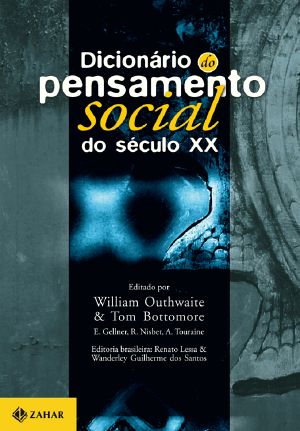 Dicionário do
pensamento
social
do século XX
Editado por
William Outhwaite
& Tom Bottomore
E. Gellner, R. Nisbet, A. Touraine
Editoria brasileira: Renato Lessa &
Wanderley Guilherme dos Santos
ZAHAR